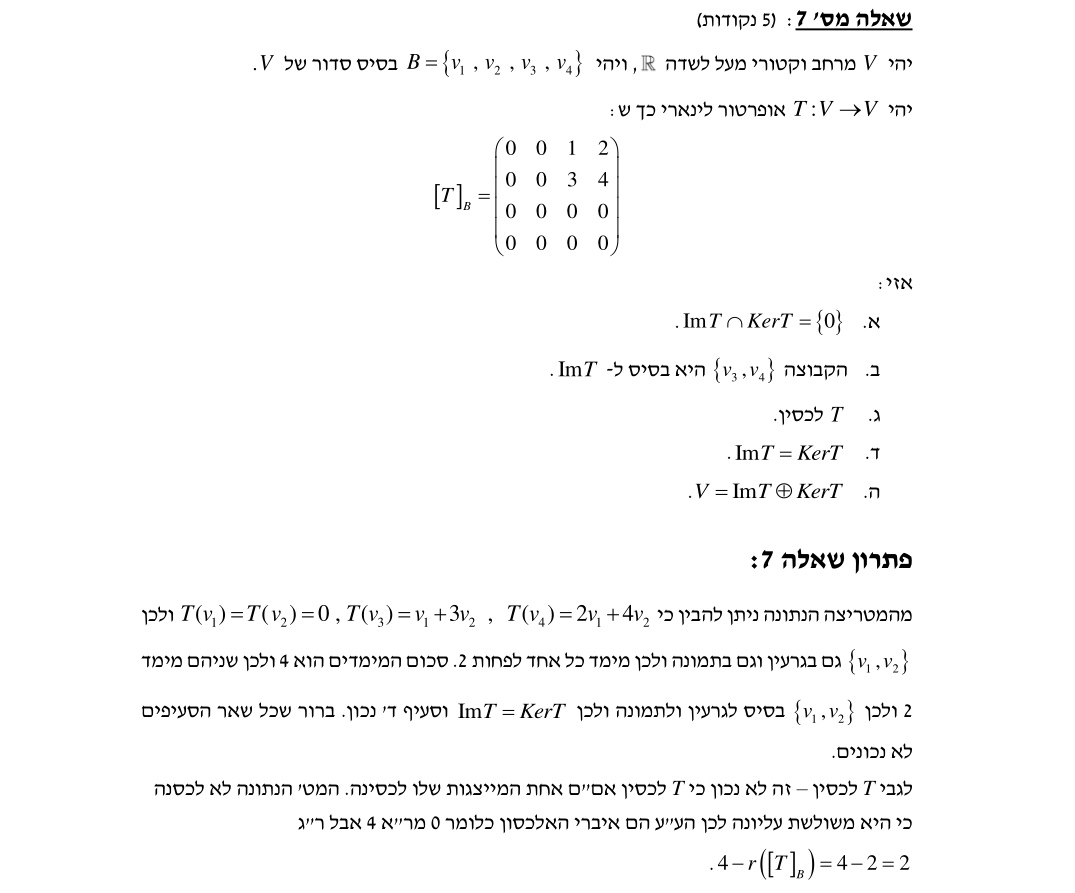 שאלה מס' 7: (5 נקודות)
יהי V מרחב וקטורי מעל לשדה ℝ, ויהי B = {v₁ , v₂ , v₃ , v₄} בסיס סדור של V.
יהי T : V → V אופרטור לינארי כך ש:
[T]_B = 
0 0 1 2
0 0 3 4
0 0 0 0
0 0 0 0
אזי:
א. Im T ∩ KerT = {0}.
ב. הקבוצה {v₃ , v₄} היא בסיס ל- Im T.
ג. T לכסין.
ד. Im T = KerT.
ה. V = Im T ⊕ KerT.
פתרון שאלה 7:
מהמטריצה הנתונה ניתן להבין כי T(v₁) = T(v₂) = 0 , T(v₃) = v₁ + 3v₂ , T(v₄) = 2v₁ + 4v₂ ולכן
{v₁ , v₂} גם בגרעין וגם בתמונה ולכן מימד כל אחד לפחות 2. סכום המימדים הוא 4 ולכן שניהם מימד
2 ולכן {v₁ , v₂} בסיס לגרעין ולתמונה ולכן Im T = KerT וסעיף ד' נכון. ברור שכל שאר הסעיפים
לא נכונים.
לגבי T לכסין – זה לא נכון כי T לכסין אם"ם אחת המייצגות שלו לכסינה. המט' הנתונה לא לכסנה
כי היא משולשת עליונה לכן הע"ע הם איברי האלכסון כלומר 0 מר"א 4 אבל ר"ג
4 − r([T]_B) = 4 − 2 = 2.